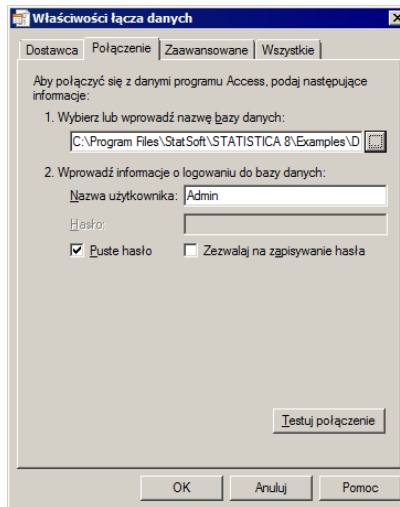 Właściwości łącza danych
Dostawca Połączenie Zaawansowane Wszystkie
Aby połączyć się z danymi programu Access, podaj następujące
informacje:
1. Wybierz lub wprowadź nazwę bazy danych:
C:\Program Files\StatSoft\STATISTICA 8\Examples\D ...
2. Wprowadź informacje o logowaniu do bazy danych:
Nazwa użytkownika: Admin
Hasło:
Puste hasło Zezwalaj na zapisywanie hasła
Testuj połączenie
OK Anuluj Pomoc